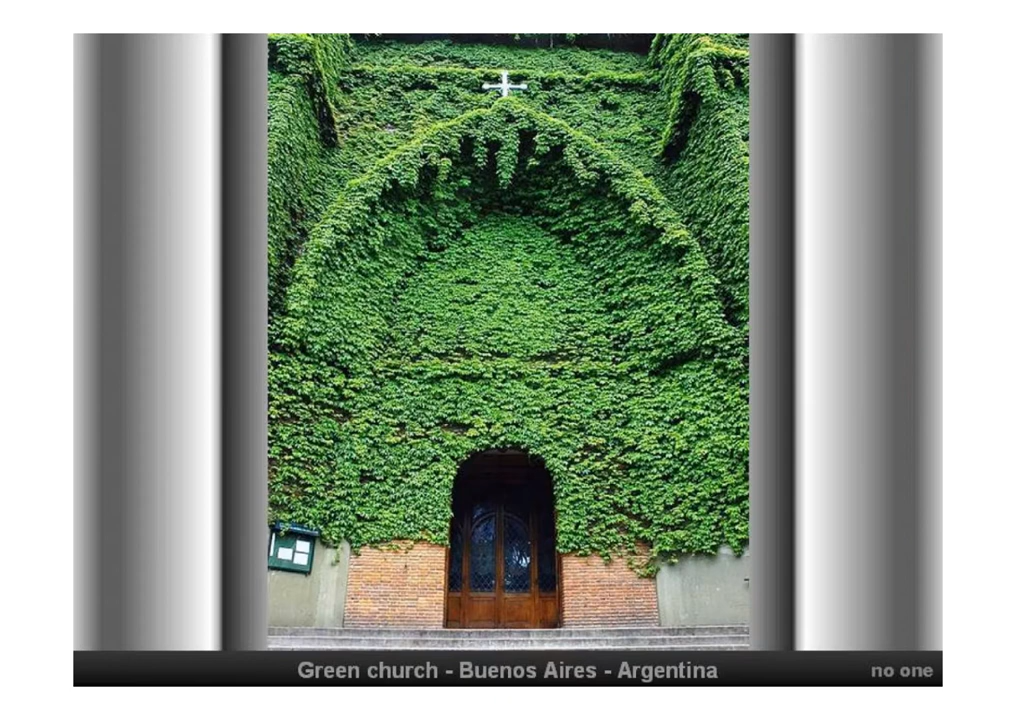 Green church - Buenos Aires - Argentina
no one